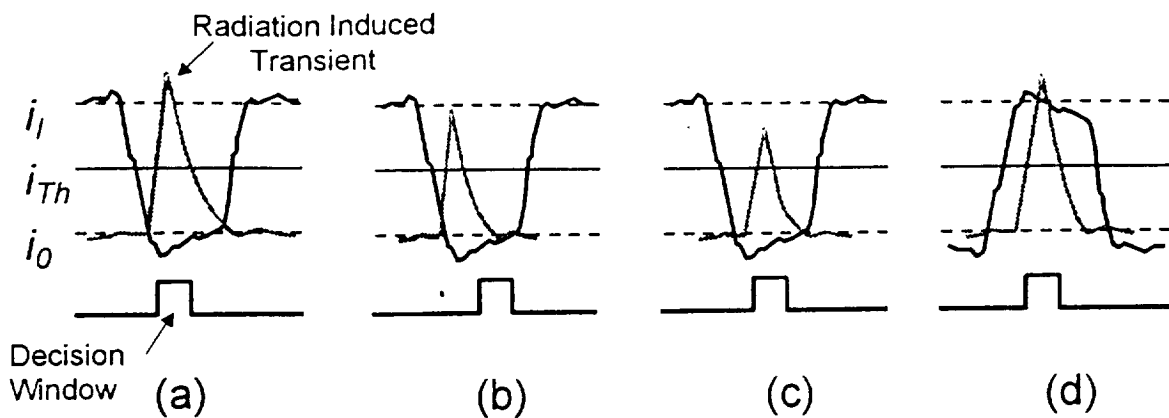 Radiation Induced
Transient
i1
iTh
i0
Decision
Window
(a) (b) (c) (d)